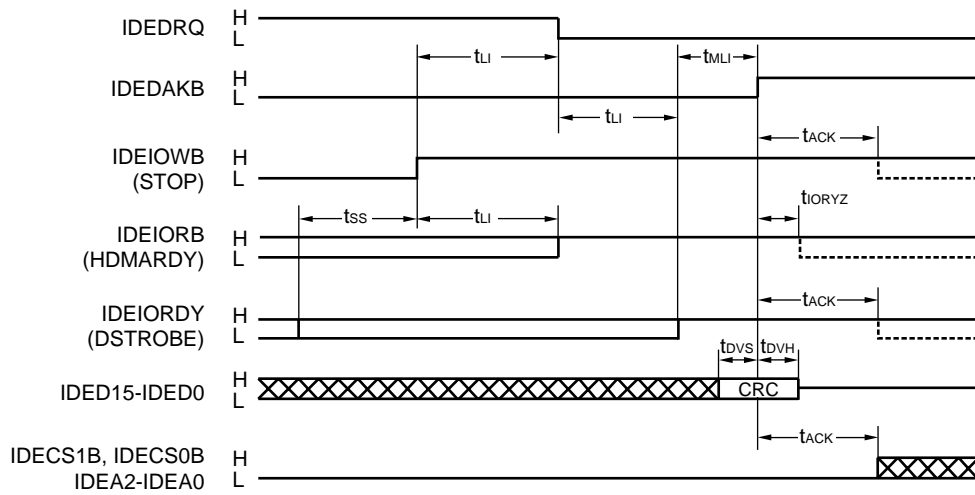 IDEDRQ
H
L
tLI
tMLI
IDEDAKB
H
L
tLI
tACK
IDEIOWB
(STOP)
H
L
tIORYZ
tSS
tLI
IDEIORB
(HDMARDY)
H
L
tACK
IDEIORDY
(DSTROBE)
H
L
tDVS
tDVH
IDED15-IDED0
H
L
CRC
tACK
IDECS1B, IDECS0B
IDEA2-IDEA0
H
L